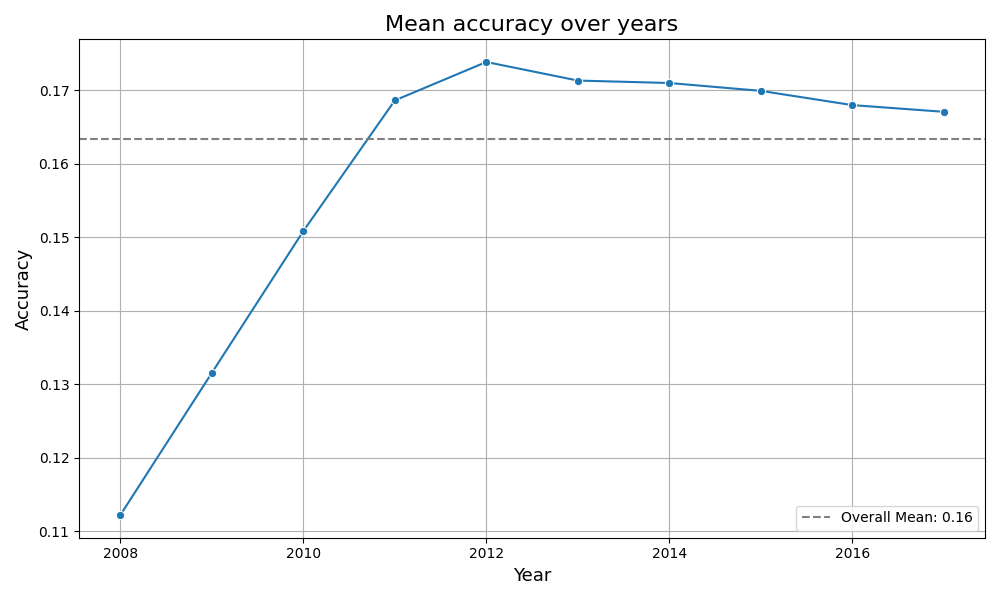 Mean accuracy over years
Accuracy
0.17
0.16
0.15
0.14
0.13
0.12
0.11
Overall Mean: 0.16
2008 2010 2012 2014 2016
Year